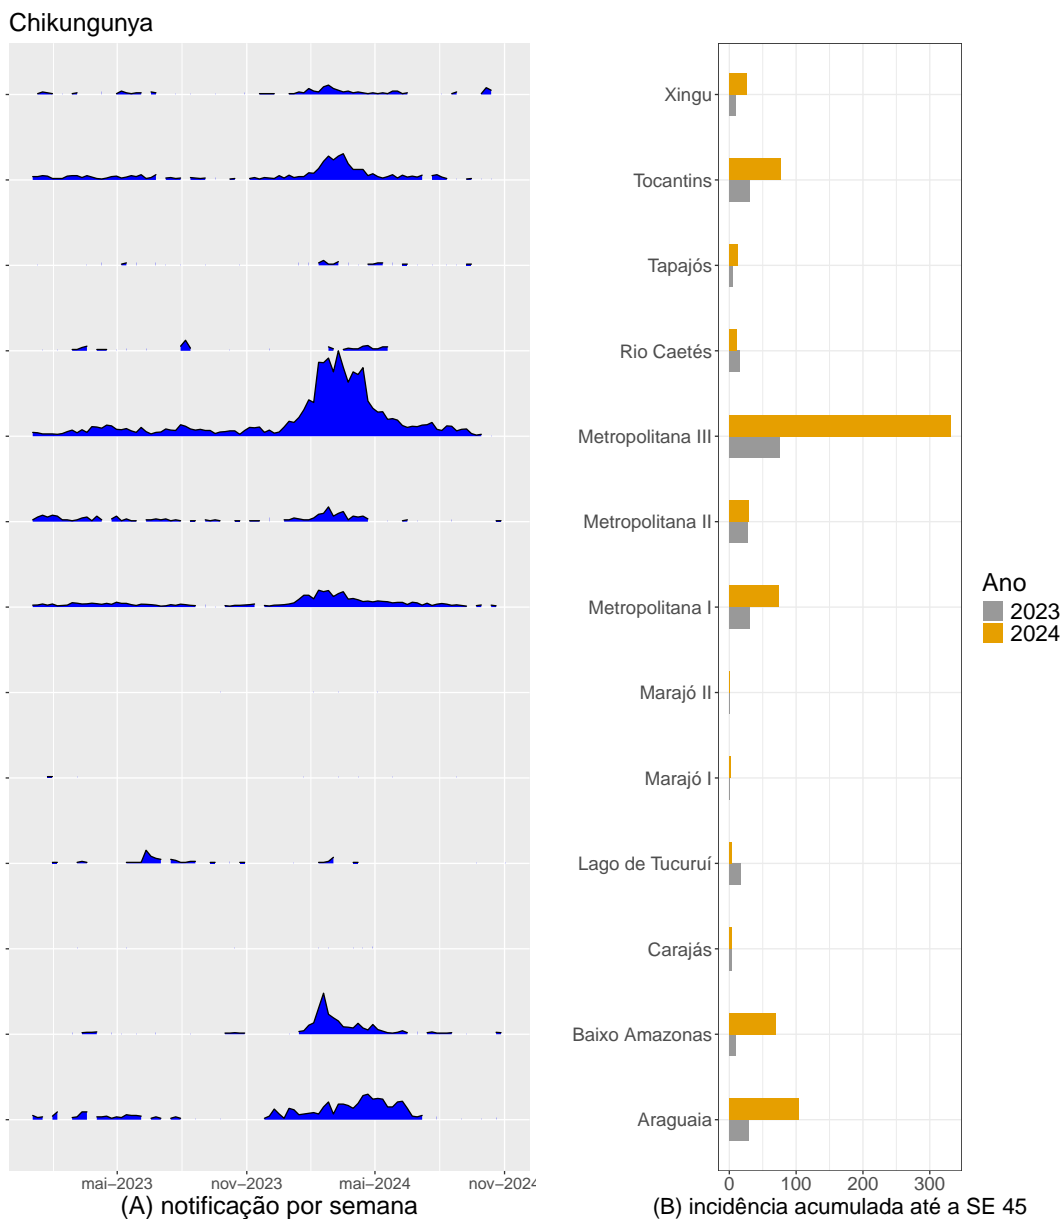 Chikungunya
Xingu
Tocantins
Tapajós
Rio Caetés
Metropolitana III
Metropolitana II
Metropolitana I
Marajó II
Marajó I
Lago de Tucuruí
Carajás
Baixo Amazonas
Araguaia
Ano
2023
2024
mai–2023 nov–2023 mai–2024 nov–2024
(A) notificação por semana
0 100 200 300
(B) incidência acumulada até a SE 45